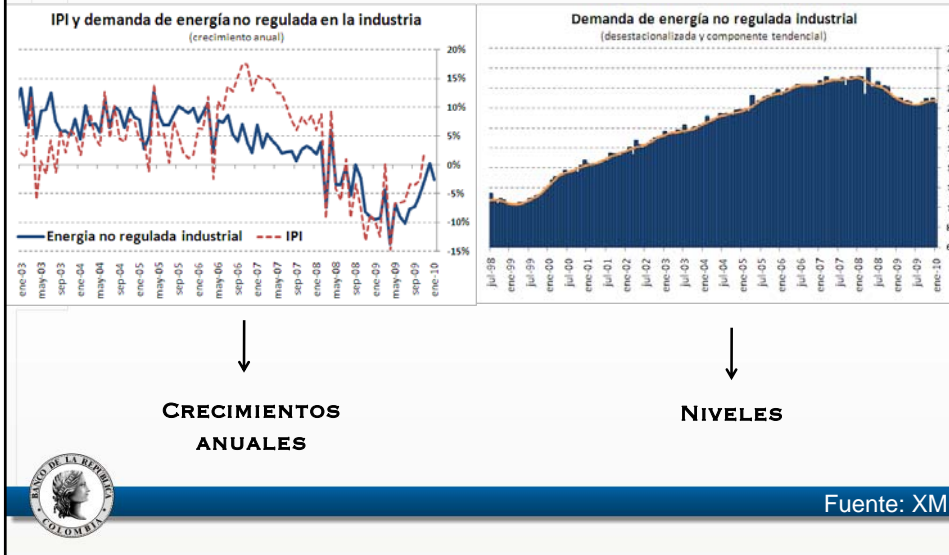 IPI y demanda de energía no regulada en la industria
(crecimiento anual)
20%
15%
10%
5%
0%
-5%
-10%
-15%
Energía no regulada industrial IPI
ene-03
may-03
sep-03
ene-04
may-04
sep-04
ene-05
may-05
sep-05
ene-06
may-06
sep-06
ene-07
may-07
sep-07
ene-08
may-08
sep-08
ene-09
may-09
sep-09
ene-10
Demanda de energía no regulada industrial
(desestacionalizada y componente tendencial)
jul-98
ene-99
jul-99
ene-00
jul-00
ene-01
jul-01
ene-02
jul-02
ene-03
jul-03
ene-04
jul-04
ene-05
jul-05
ene-06
jul-06
ene-07
jul-07
ene-08
jul-08
ene-09
jul-09
ene-10
CRECIMIENTOS
ANUALES
NIVELES
BANCO DE LA REPUBLICA
COLOMBIA
Fuente: XM